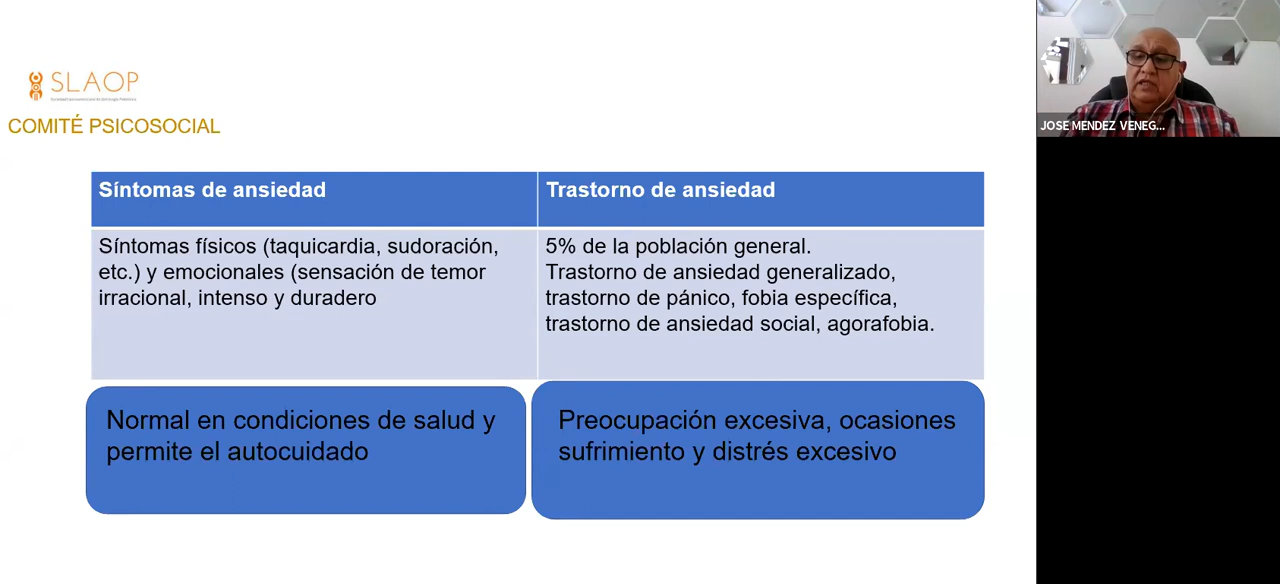 SLAOP
COMITÉ PSICOSOCIAL
JOSE MENDEZ VENEG...
Síntomas de ansiedad
Trastorno de ansiedad
Síntomas físicos (taquicardia, sudoración,
etc.) y emocionales (sensación de temor
irracional, intenso y duradero
5% de la población general.
Trastorno de ansiedad generalizado,
trastorno de pánico, fobia específica,
trastorno de ansiedad social, agorafobia.
Normal en condiciones de salud y
permite el autocuidado
Preocupación excesiva, ocasiones
sufrimiento y distrés excesivo